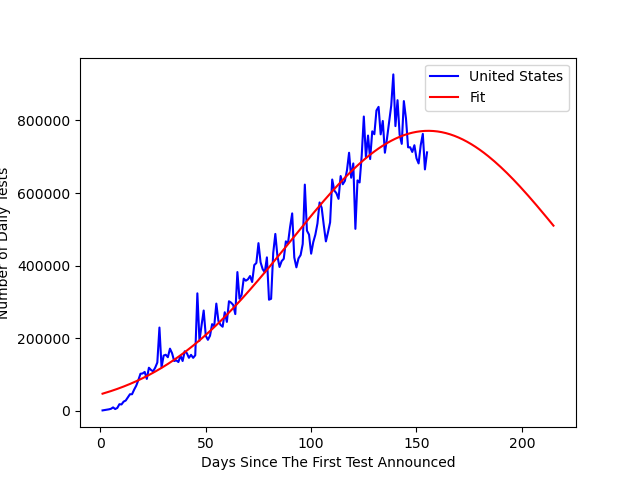 United States
Fit
800000
600000
400000
200000
0
Number of Daily Tests
0 50 100 150 200
Days Since The First Test Announced